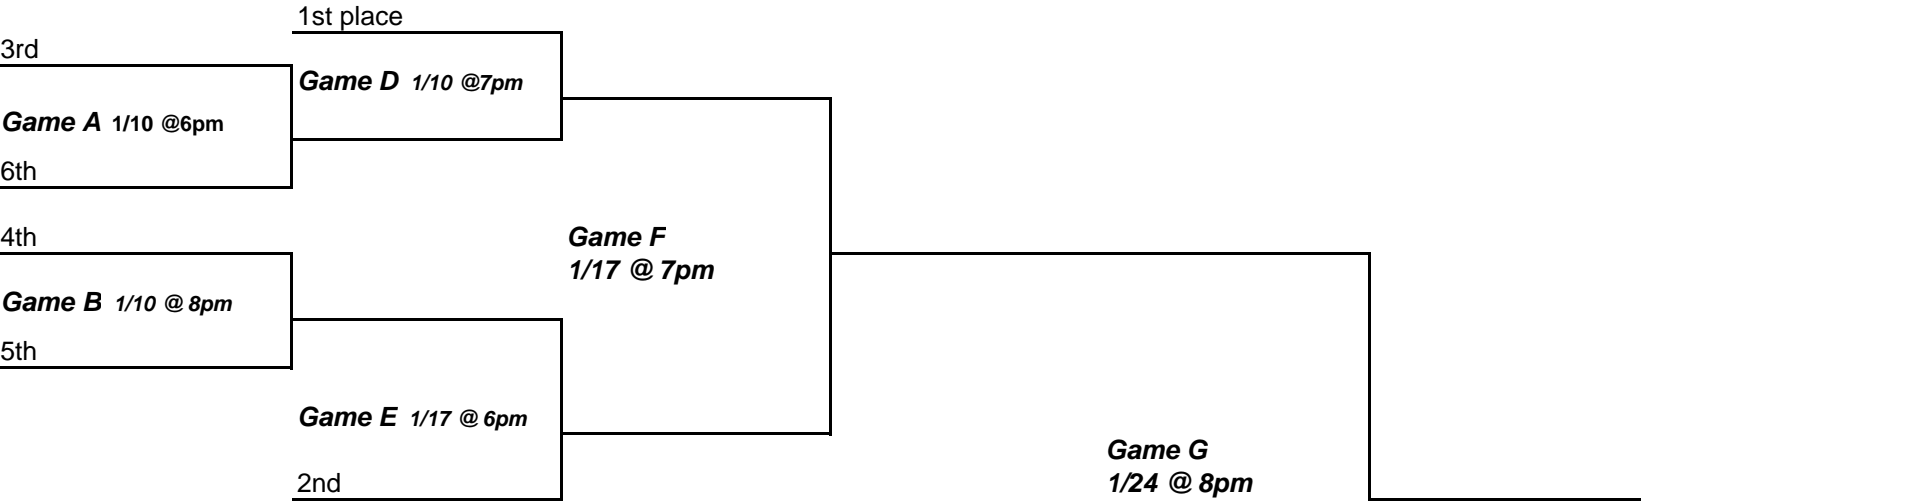 1st place
3rd
Game D 1/10 @7pm
Game A 1/10 @6pm
6th
4th
Game F
1/17 @ 7pm
Game B 1/10 @ 8pm
5th
Game E 1/17 @ 6pm
Game G
2nd
1/24 @ 8pm